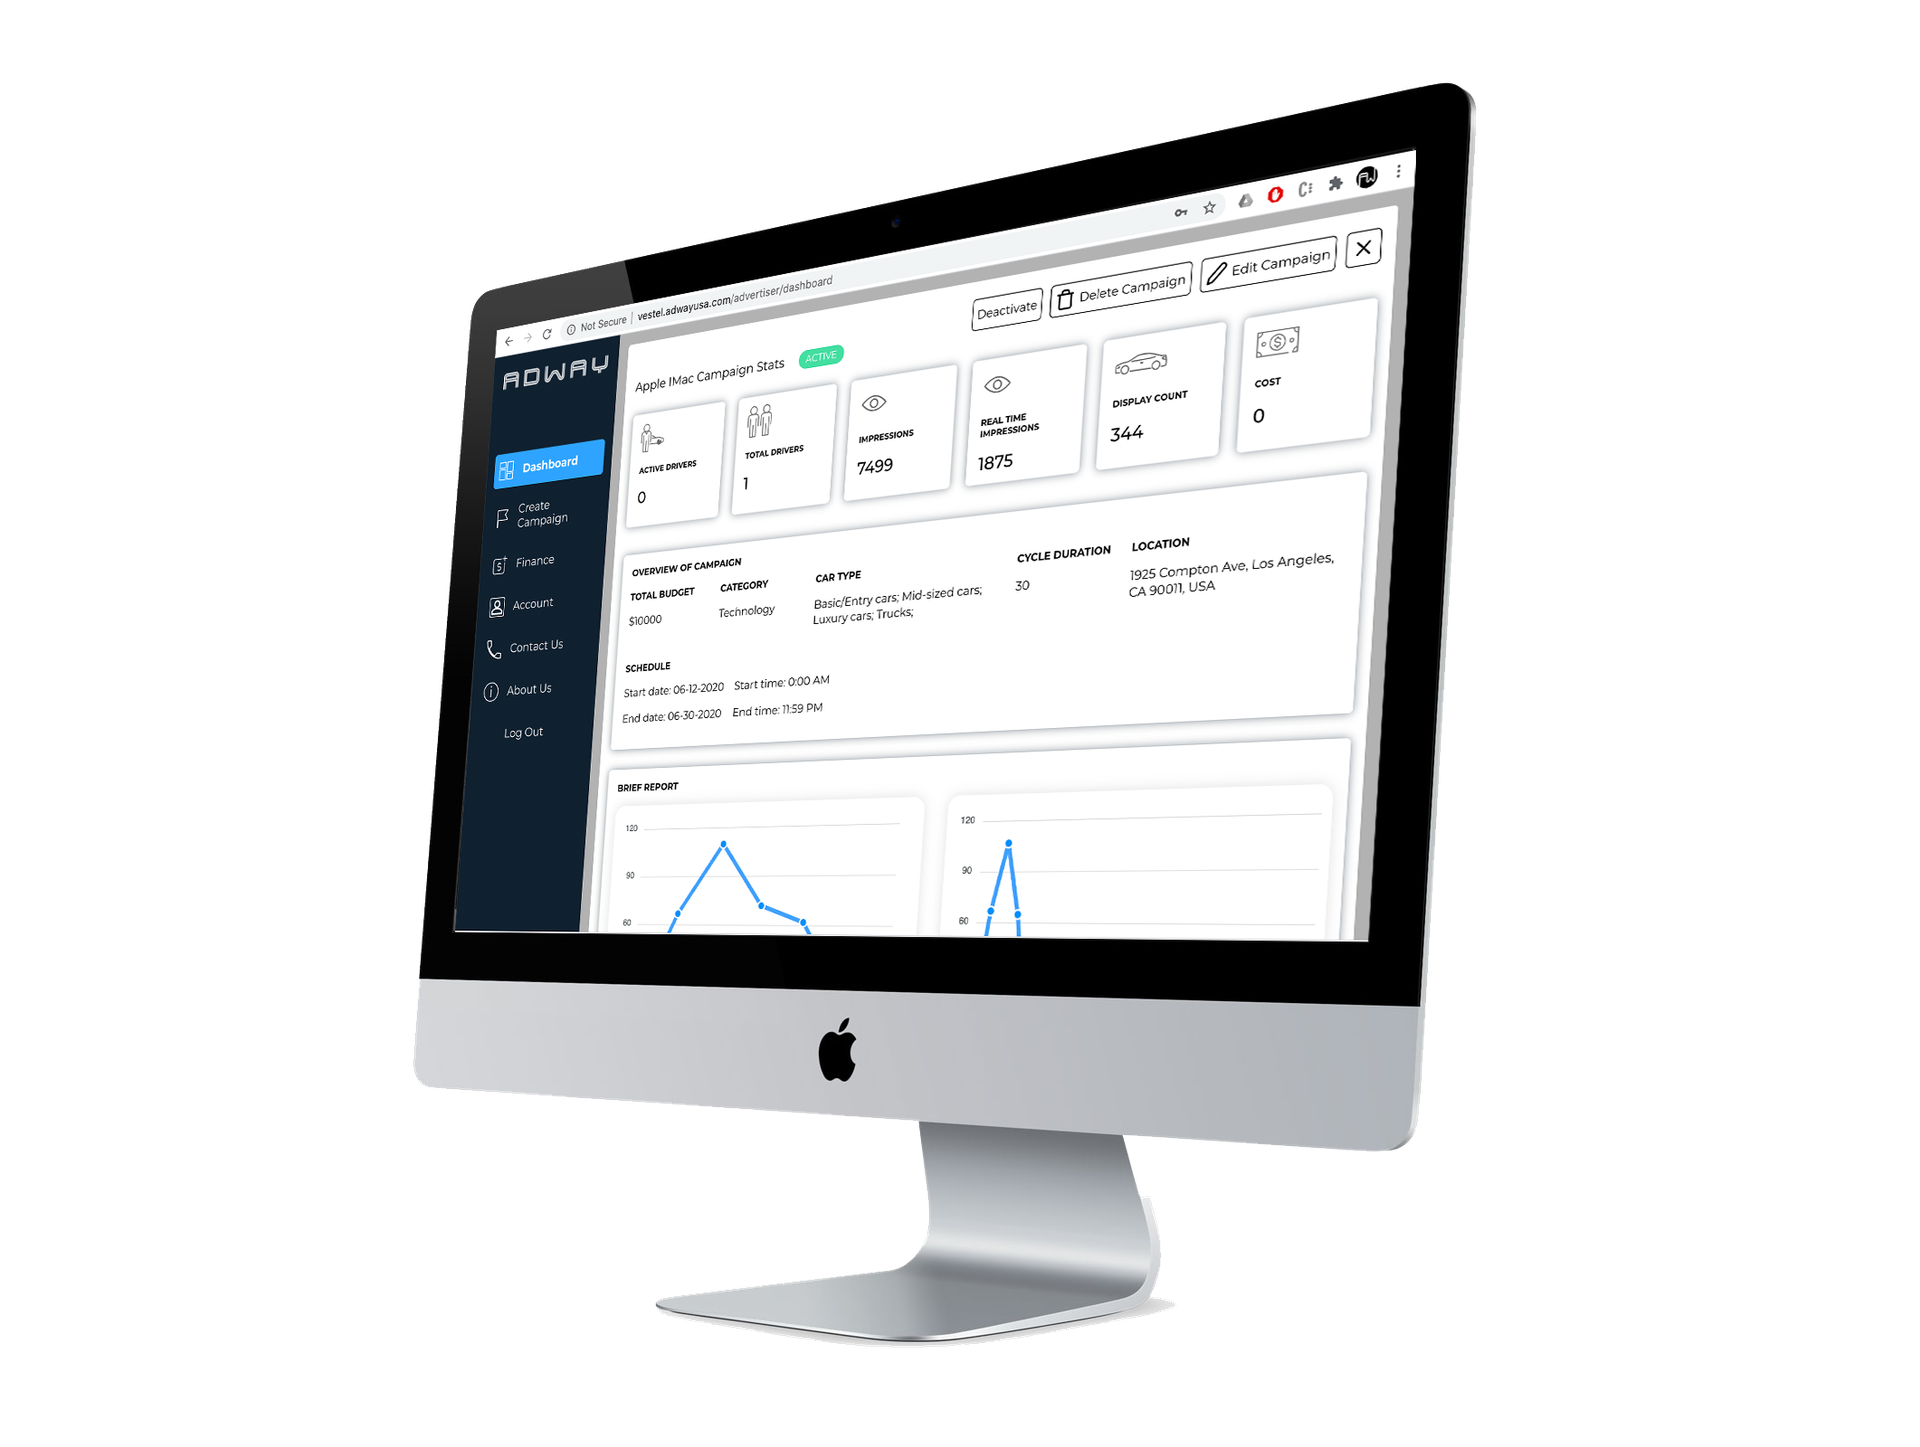 Not Secure | vestel.adwayusa.com/advertiser/dashboard
ADWAY
Dashboard
Create
Campaign
Finance
Account
Contact Us
About Us
Log Out
Deactivate
Delete Campaign
Edit Campaign
Apple IMac Campaign Stats
ACTIVE
ACTIVE DRIVERS
0
TOTAL DRIVERS
1
IMPRESSIONS
7499
REAL TIME
IMPRESSIONS
1875
DISPLAY COUNT
344
COST
0
OVERVIEW OF CAMPAIGN
TOTAL BUDGET
$10000
CATEGORY
Technology
CAR TYPE
Basic/Entry cars; Mid-sized cars;
Luxury cars; Trucks;
CYCLE DURATION
30
LOCATION
1925 Compton Ave, Los Angeles,
CA 90011, USA
SCHEDULE
Start date: 06-12-2020 Start time: 0:00 AM
End date: 06-30-2020 End time: 11:59 PM
BRIEF REPORT
120
90
60
120
90
60